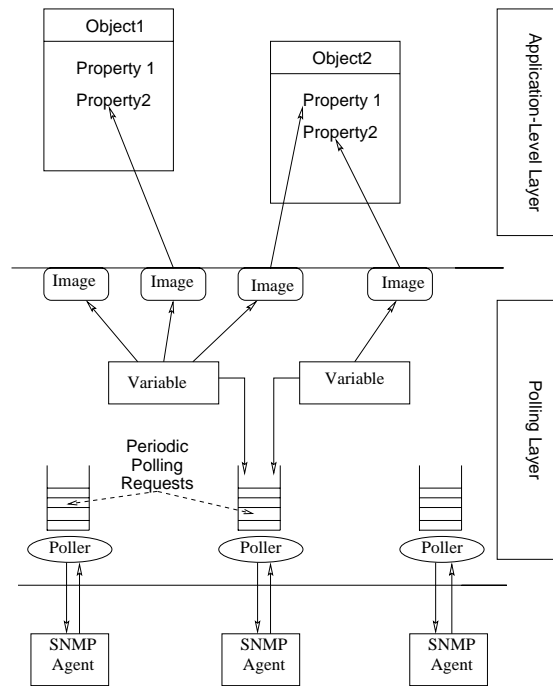 Object1
Property 1
Property2
Object2
Property 1
Property2
Application-Level Layer
Image
Image
Image
Image
Variable
Variable
Polling Layer
Periodic
Polling
Requests
Poller
Poller
Poller
SNMP
Agent
SNMP
Agent
SNMP
Agent